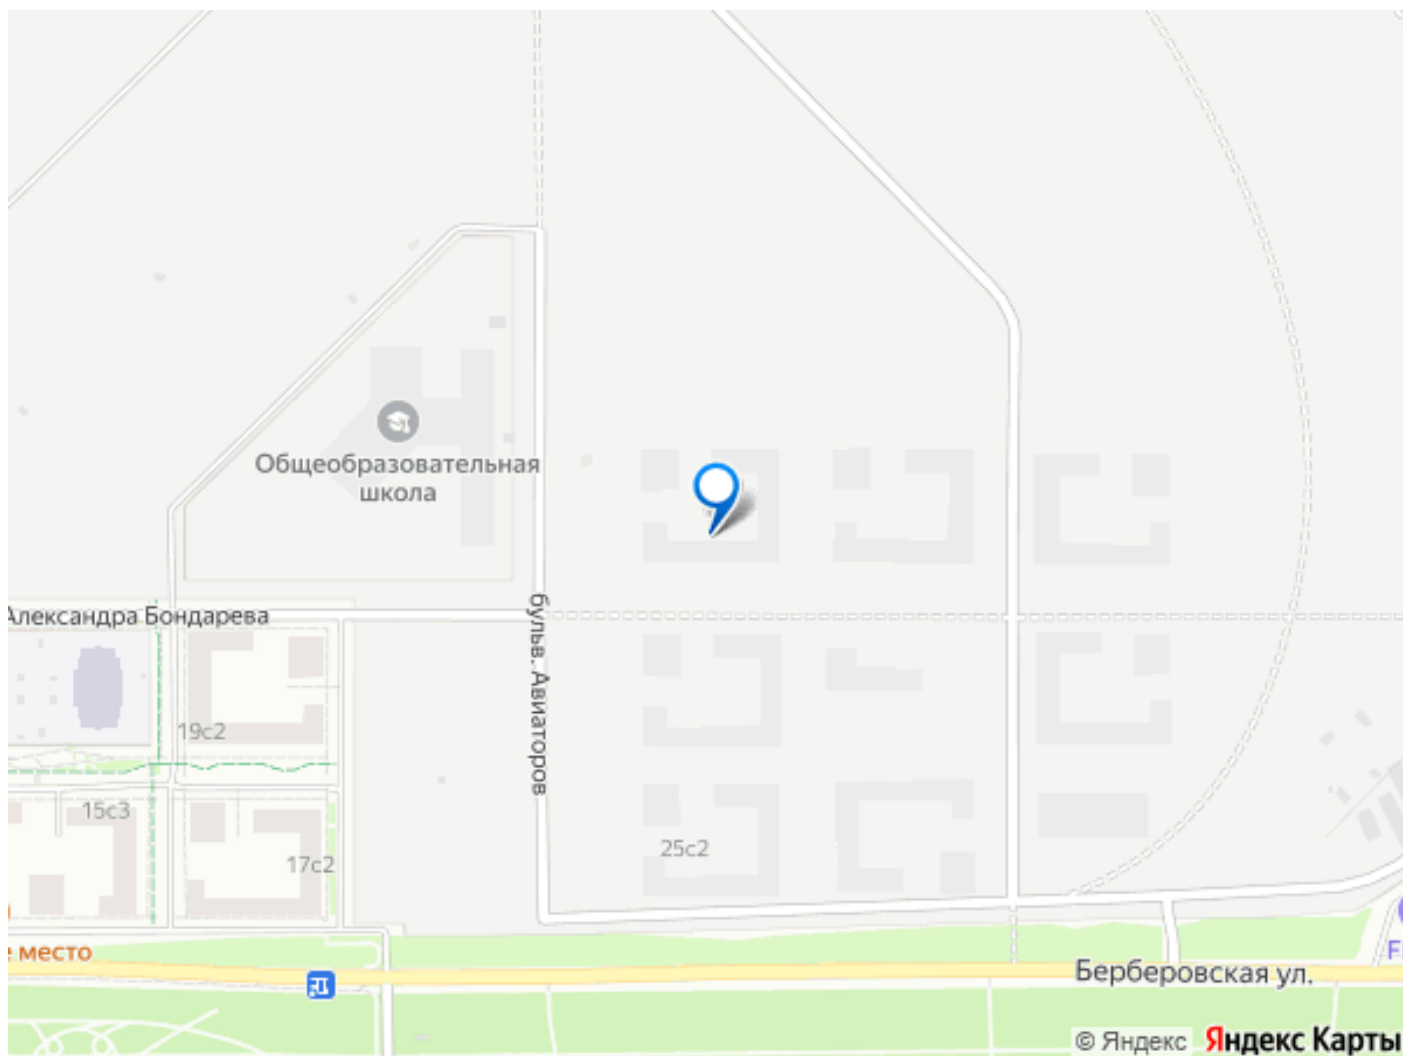 Общеобразовательная
школа
Александра Бондарева
бульв. Авиаторов
19с2
15с3
25с2
17с2
место
Берберовская ул.
© Яндекс Яндекс Карты